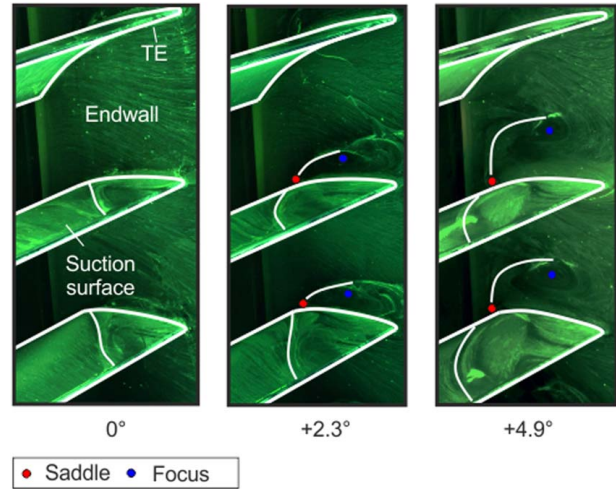 TE
Endwall
Suction
surface
0°
+2.3°
+4.9°
Saddle Focus